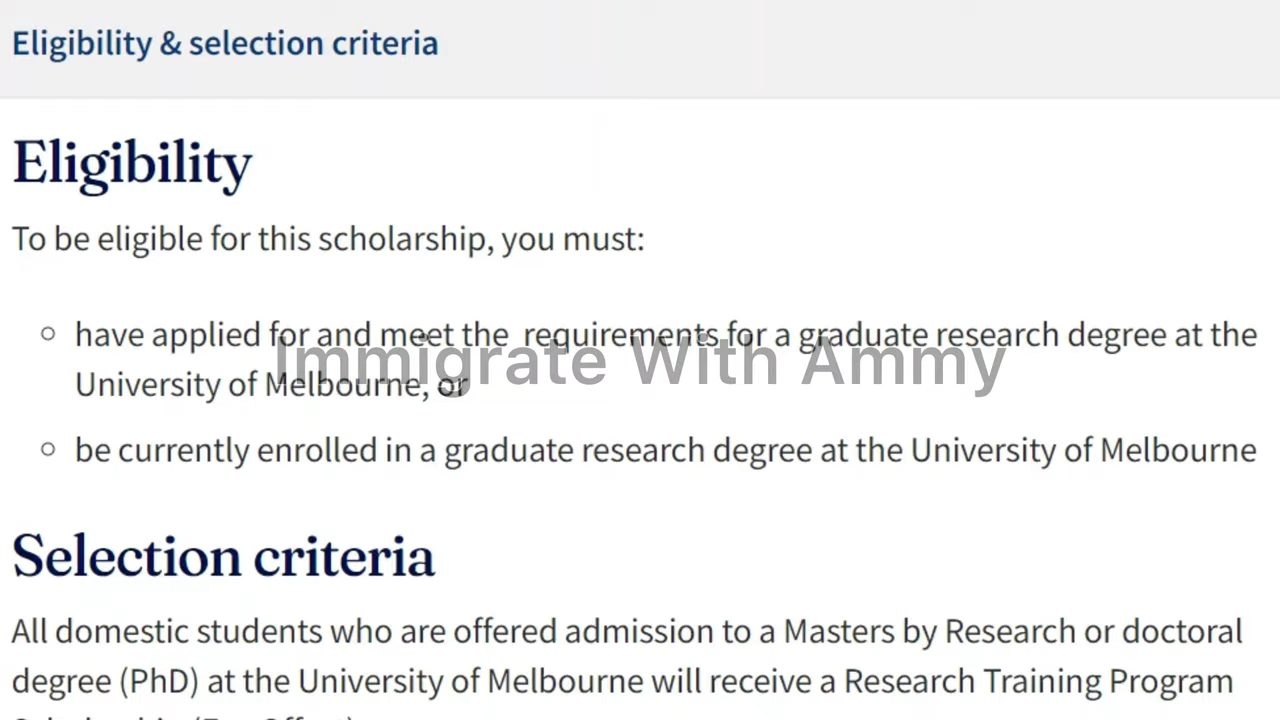 Eligibility & selection criteria
Eligibility
To be eligible for this scholarship, you must:
have applied for and meet the requirements for a graduate research degree at the
Immigrate With Ammy
University of Melbourne, or
be currently enrolled in a graduate research degree at the University of Melbourne
Selection criteria
All domestic students who are offered admission to a Masters by Research or doctoral
degree (PhD) at the University of Melbourne will receive a Research Training Program